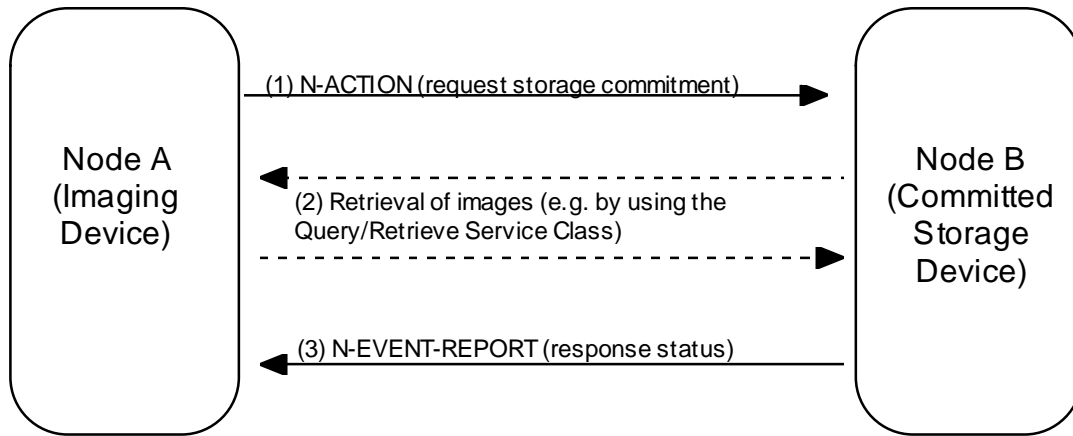 (1) N-ACTION (request storage commitment)
Node A
(Imaging
Device)
(2) Retrieval of images (e.g. by using the
Query/Retrieve Service Class)
Node B
(Committed
Storage
Device)
(3) N-EVENT-REPORT (response status)